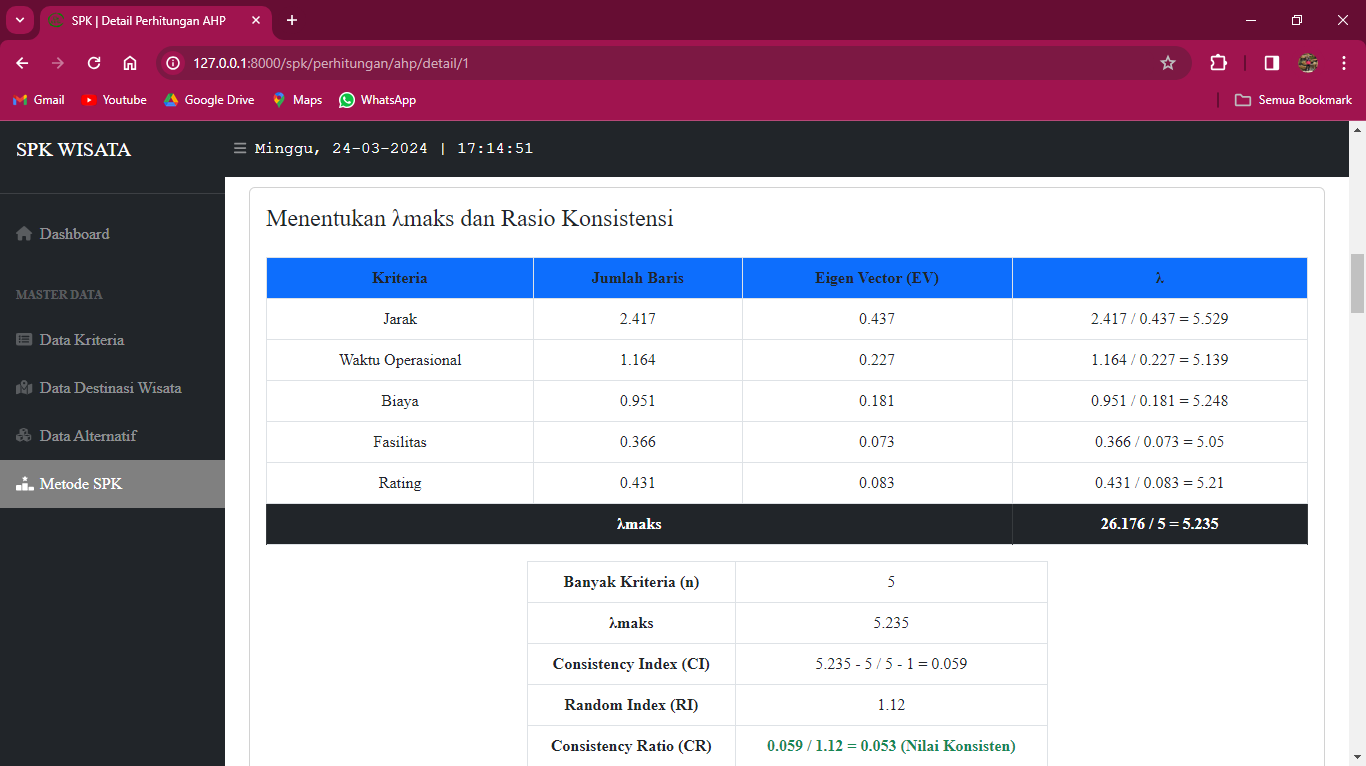 SPK | Detail Perhitungan AHP
127.0.0.1:8000/spk/perhitungan/ahp/detail/1
Gmail Youtube Google Drive Maps WhatsApp Semua Bookmark
SPK WISATA
Minggu, 24-03-2024 | 17:14:51
Dashboard
MASTER DATA
Data Kriteria
Data Destinasi Wisata
Data Alternatif
Metode SPK
Menentukan λmaks dan Rasio Konsistensi
Kriteria Jumlah Baris Eigen Vector (EV) λ
Jarak 2.417 0.437 2.417 / 0.437 = 5.529
Waktu Operasional 1.164 0.227 1.164 / 0.227 = 5.139
Biaya 0.951 0.181 0.951 / 0.181 = 5.248
Fasilitas 0.366 0.073 0.366 / 0.073 = 5.05
Rating 0.431 0.083 0.431 / 0.083 = 5.21
λmaks 26.176 / 5 = 5.235
Banyak Kriteria (n) 5
λmaks 5.235
Consistency Index (CI) 5.235 - 5 / 5 - 1 = 0.059
Random Index (RI) 1.12
Consistency Ratio (CR) 0.059 / 1.12 = 0.053 (Nilai Konsisten)